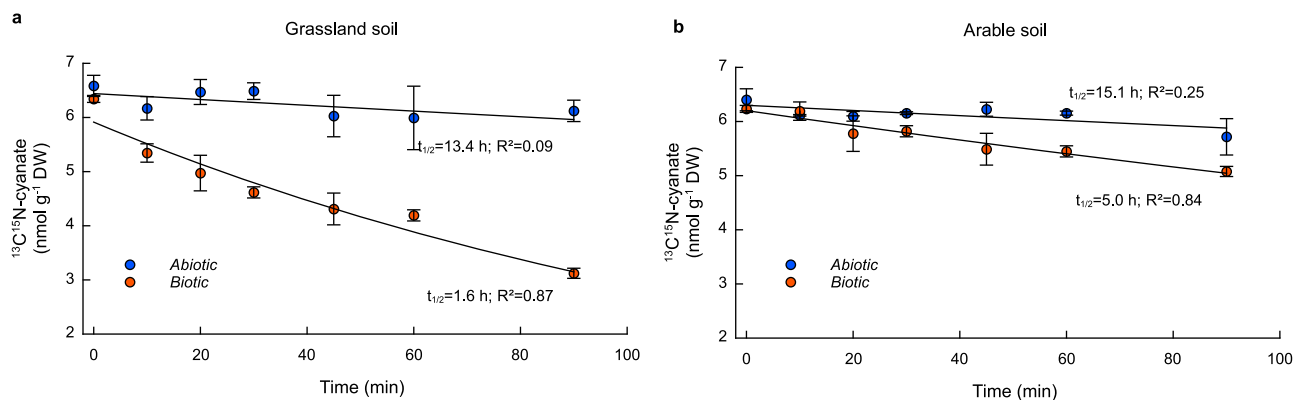 a
Grassland soil
7
6
5
4
3
2
¹³C¹⁵N-cyanate
(nmol g⁻¹ DW)
t₁/₂=13.4 h; R²=0.09
Abiotic
Biotic
t₁/₂=1.6 h; R²=0.87
0 20 40 60 80 100
Time (min)
b
Arable soil
7
6
5
4
3
2
¹³C¹⁵N-cyanate
(nmol g⁻¹ DW)
t₁/₂=15.1 h; R²=0.25
t₁/₂=5.0 h; R²=0.84
Abiotic
Biotic
0 20 40 60 80 100
Time (min)